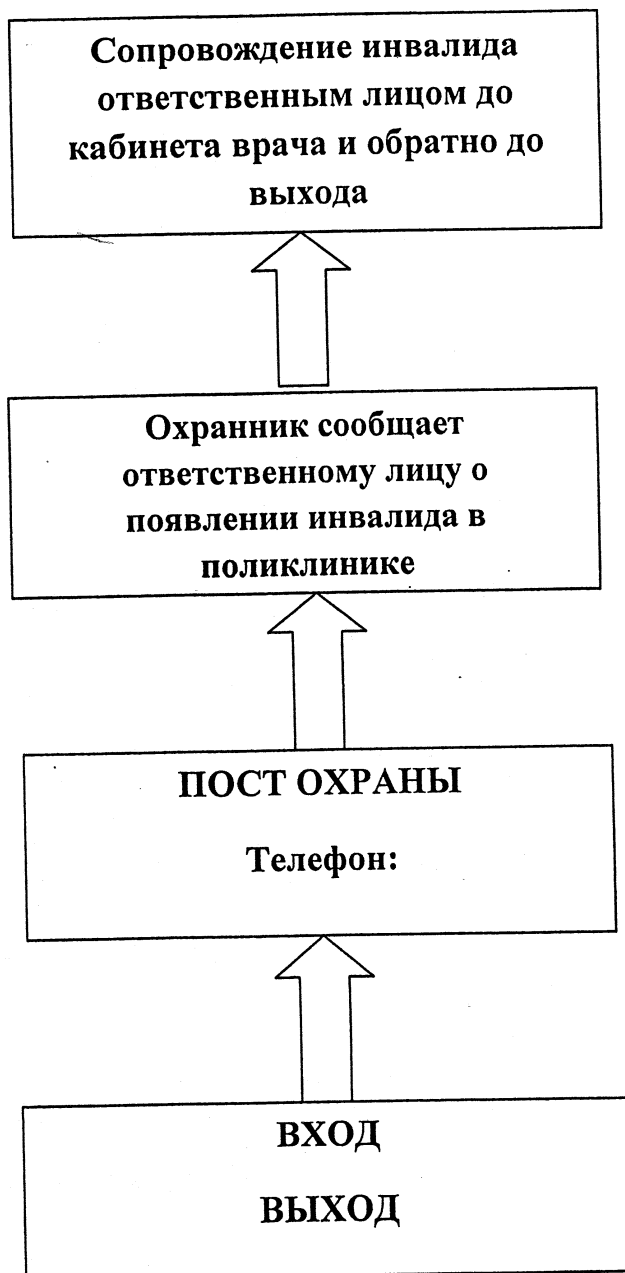 Сопровождение инвалида
ответственным лицом до
кабинета врача и обратно до
выхода
Охранник сообщает
ответственному лицу о
появлении инвалида в
поликлинике
ПОСТ ОХРАНЫ
Телефон:
ВХОД
ВЫХОД